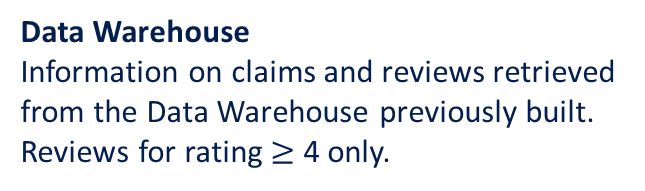 Data Warehouse
Information on claims and reviews retrieved
from the Data Warehouse previously built.
Reviews for rating ≥ 4 only.